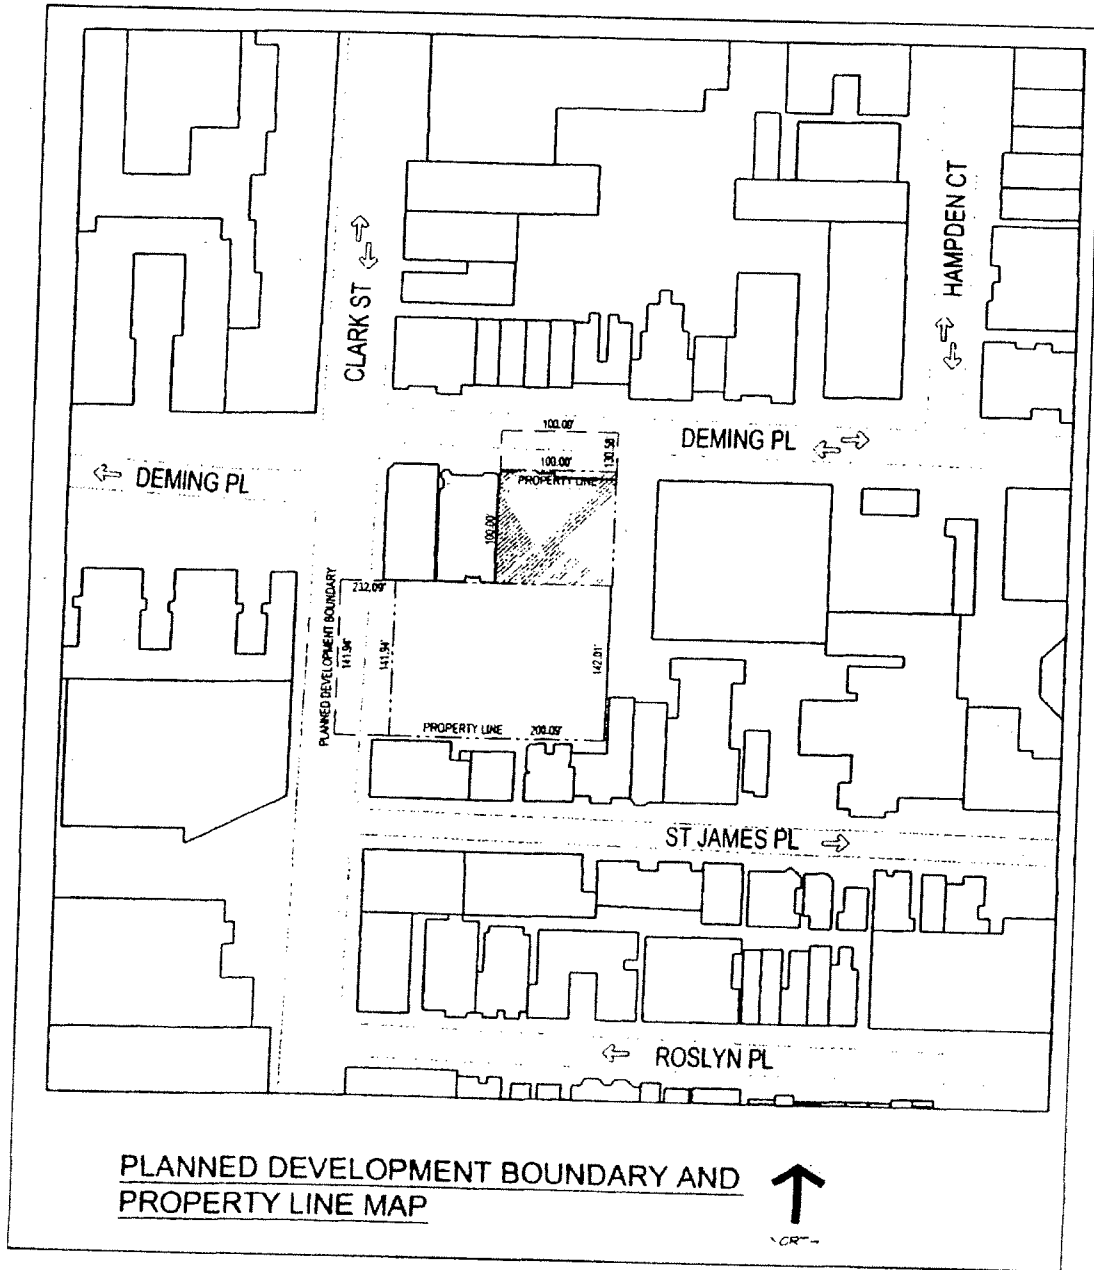 HAMPDEN CT
CLARK ST
DEMING PL
DEMING PL
100.00'
130.58'
100.00'
PROPERTY LINE
100.00'
232.09'
PLANNED DEVELOPMENT BOUNDARY
141.94'
141.94'
142.01'
PROPERTY LINE
200.09'
ST JAMES PL
ROSLYN PL
PLANNED DEVELOPMENT BOUNDARY AND
PROPERTY LINE MAP